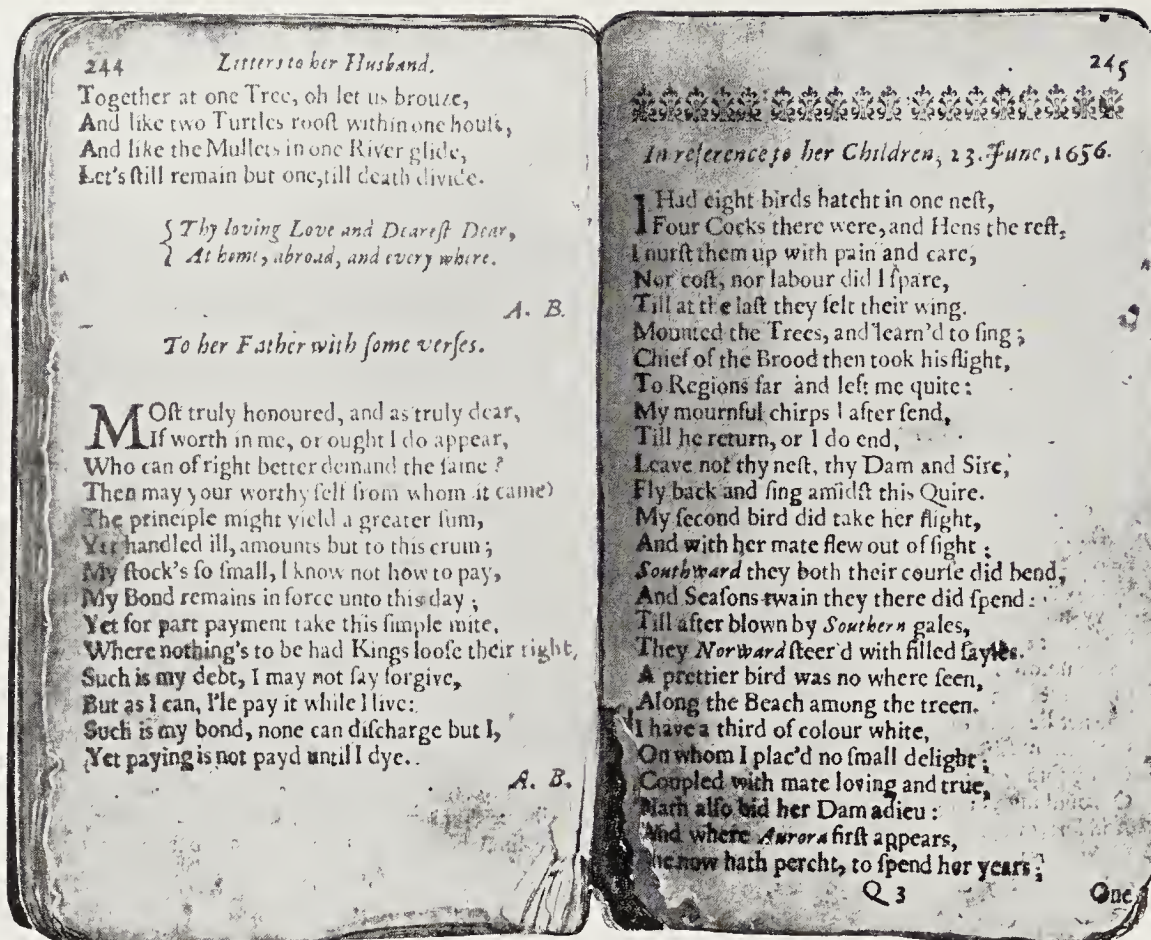 244 Letters to her Husband.
Together at one Tree, oh let us brouze,
And like two Turtles rooſt within one houſe,
And like the Mullets in one River glide,
Let's ſtill remain but one, till death divide.
Thy loving Love and Deareſt Dear,
At home, abroad, and every where.
A. B.
To her Father with ſome verſes.
MOſt truly honoured, and as truly dear,
If worth in me, or ought I do appear,
Who can of right better demand the ſame?
Then may your worthy ſelf from whom it came)
The principle might yield a greater ſum,
Yet handled ill, amounts but to this crum;
My ſtock's ſo ſmall, I know not how to pay,
My Bond remains in force unto this day;
Yet for part payment take this ſimple mite,
Where nothing's to be had Kings looſe their right,
Such is my debt, I may not ſay forgive,
But as I can, I'le pay it while I live:
Such is my bond, none can diſcharge but I,
Yet paying is not payd until I dye.
A. B.
245
In reference to her Children, 23. June, 1656.
I Had eight birds hatcht in one neſt,
Four Cocks there were, and Hens the reſt,
I nurſt them up with pain and care,
Nor coſt, nor labour did I ſpare,
Till at the laſt they felt their wing.
Mounted the Trees, and learn'd to ſing;
Chief of the Brood then took his flight,
To Regions far and left me quite:
My mournful chirps I after ſend,
Till he return, or I do end,
Leave not thy neſt, thy Dam and Sire,
Fly back and ſing amidſt this Quire.
My ſecond bird did take her flight,
And with her mate flew out of ſight;
Southward they both their courſe did bend,
And Seaſons twain they there did ſpend:
Till after blown by Southern gales,
They Norward ſteer'd with filled ſayles.
A prettier bird was no where ſeen,
Along the Beach among the treen.
I have a third of colour white,
On whom I plac'd no ſmall delight;
Coupled with mate loving and true,
Hath alſo bid her Dam adieu:
And where Aurora firſt appears,
She now hath percht, to ſpend her years;
Q 3 One